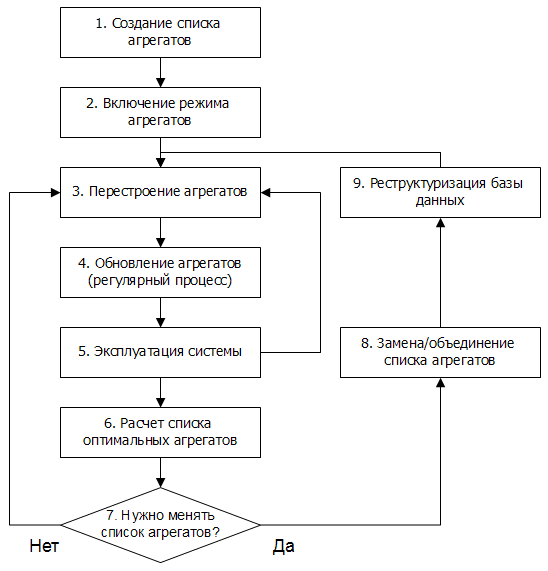 1. Создание списка
агрегатов
2. Включение режима
агрегатов
3. Перестроение агрегатов
9. Реструктуризация базы
данных
4. Обновление агрегатов
(регулярный процесс)
5. Эксплуатация системы
8. Замена/объединение
списка агрегатов
6. Расчет списка
оптимальных агрегатов
7. Нужно менять
список агрегатов?
Нет
Да